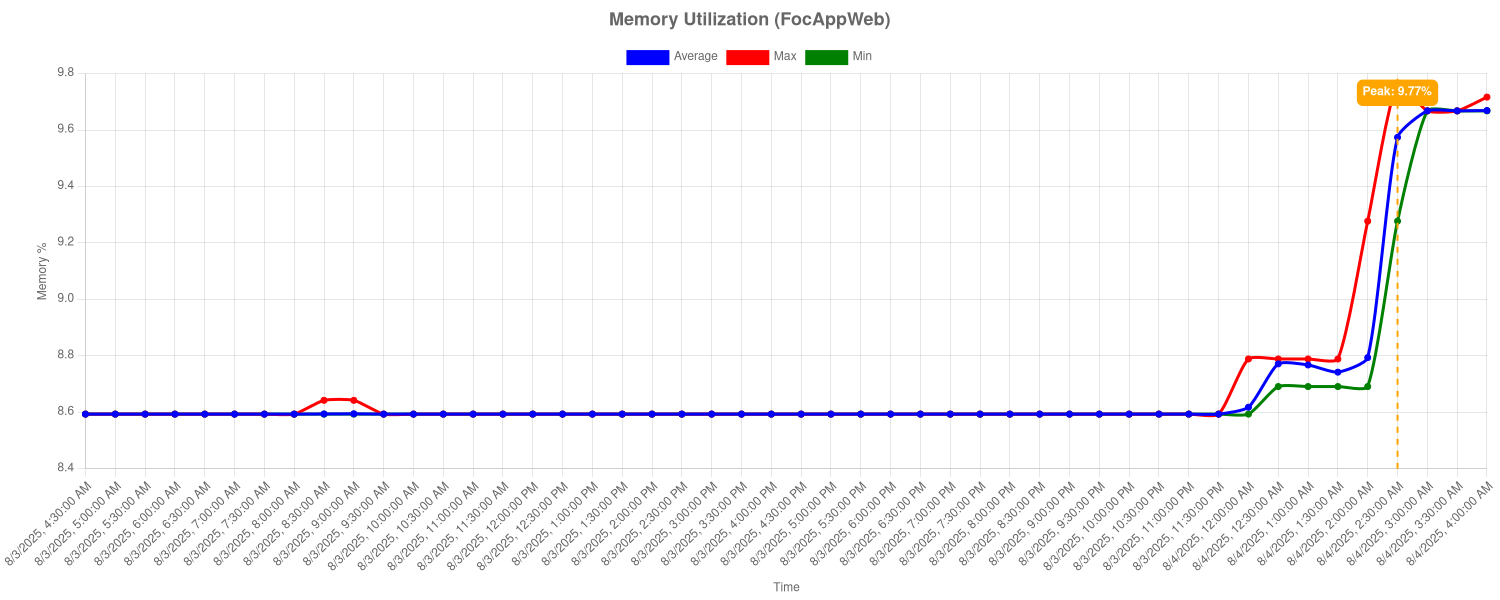 Memory Utilization (FocAppWeb)
Average Max Min
9.8
Peak: 9.77%
9.6
9.4
9.2
9.0
8.8
8.6
8.4
Memory %
8/3/2025, 4:30:00 AM
8/3/2025, 5:00:00 AM
8/3/2025, 5:30:00 AM
8/3/2025, 6:00:00 AM
8/3/2025, 6:30:00 AM
8/3/2025, 7:00:00 AM
8/3/2025, 7:30:00 AM
8/3/2025, 8:00:00 AM
8/3/2025, 8:30:00 AM
8/3/2025, 9:00:00 AM
8/3/2025, 9:30:00 AM
8/3/2025, 10:00:00 AM
8/3/2025, 10:30:00 AM
8/3/2025, 11:00:00 AM
8/3/2025, 11:30:00 AM
8/3/2025, 12:00:00 PM
8/3/2025, 12:30:00 PM
8/3/2025, 1:00:00 PM
8/3/2025, 1:30:00 PM
8/3/2025, 2:00:00 PM
8/3/2025, 2:30:00 PM
8/3/2025, 3:00:00 PM
8/3/2025, 3:30:00 PM
8/3/2025, 4:00:00 PM
8/3/2025, 4:30:00 PM
8/3/2025, 5:00:00 PM
8/3/2025, 5:30:00 PM
8/3/2025, 6:00:00 PM
8/3/2025, 6:30:00 PM
8/3/2025, 7:00:00 PM
8/3/2025, 7:30:00 PM
8/3/2025, 8:00:00 PM
8/3/2025, 8:30:00 PM
8/3/2025, 9:00:00 PM
8/3/2025, 9:30:00 PM
8/3/2025, 10:00:00 PM
8/3/2025, 10:30:00 PM
8/3/2025, 11:00:00 PM
8/3/2025, 11:30:00 PM
8/4/2025, 12:00:00 AM
8/4/2025, 12:30:00 AM
8/4/2025, 1:00:00 AM
8/4/2025, 1:30:00 AM
8/4/2025, 2:00:00 AM
8/4/2025, 2:30:00 AM
8/4/2025, 3:00:00 AM
8/4/2025, 3:30:00 AM
8/4/2025, 4:00:00 AM
Time